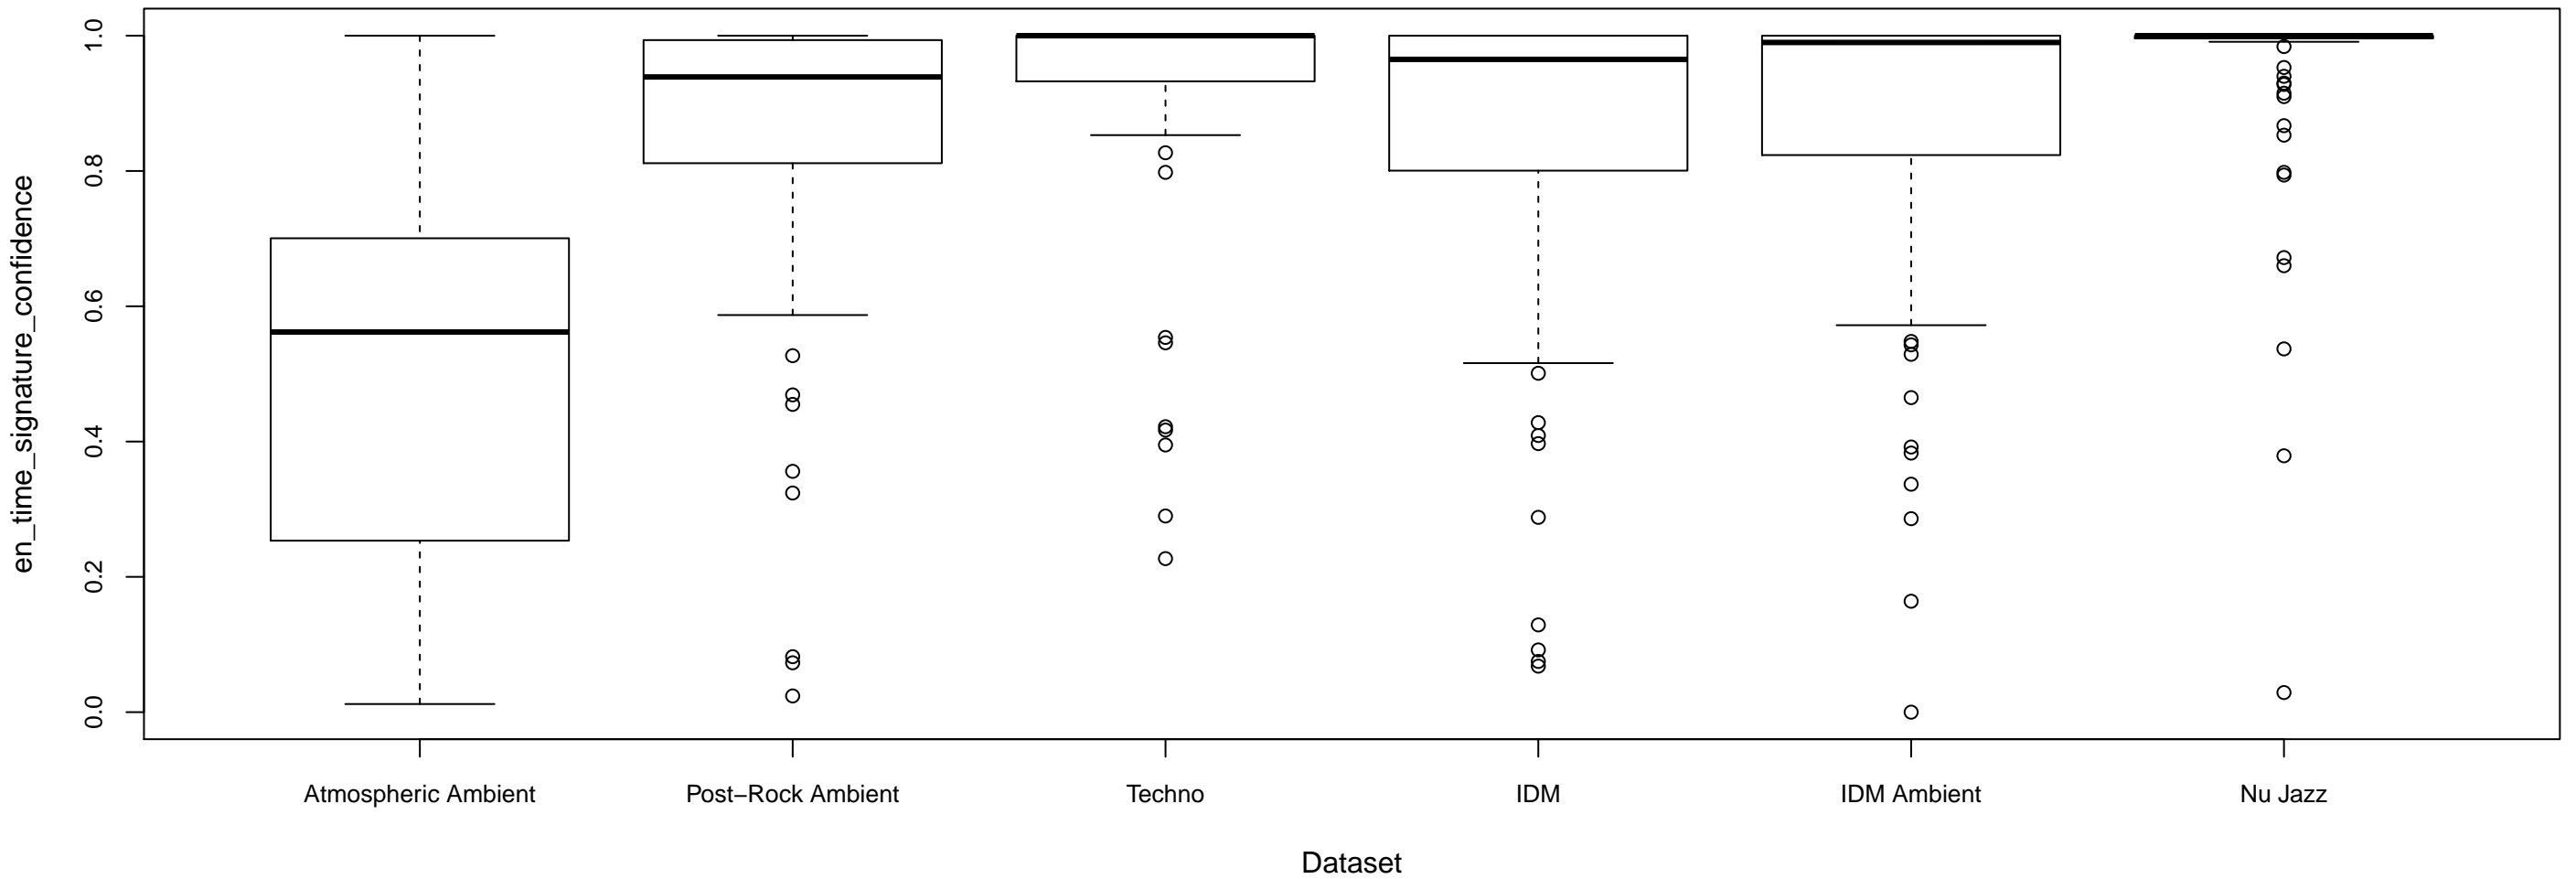 en_time_signature_confidence
1.0
0.8
0.6
0.4
0.2
0.0
Atmospheric Ambient Post−Rock Ambient Techno IDM IDM Ambient Nu Jazz
Dataset